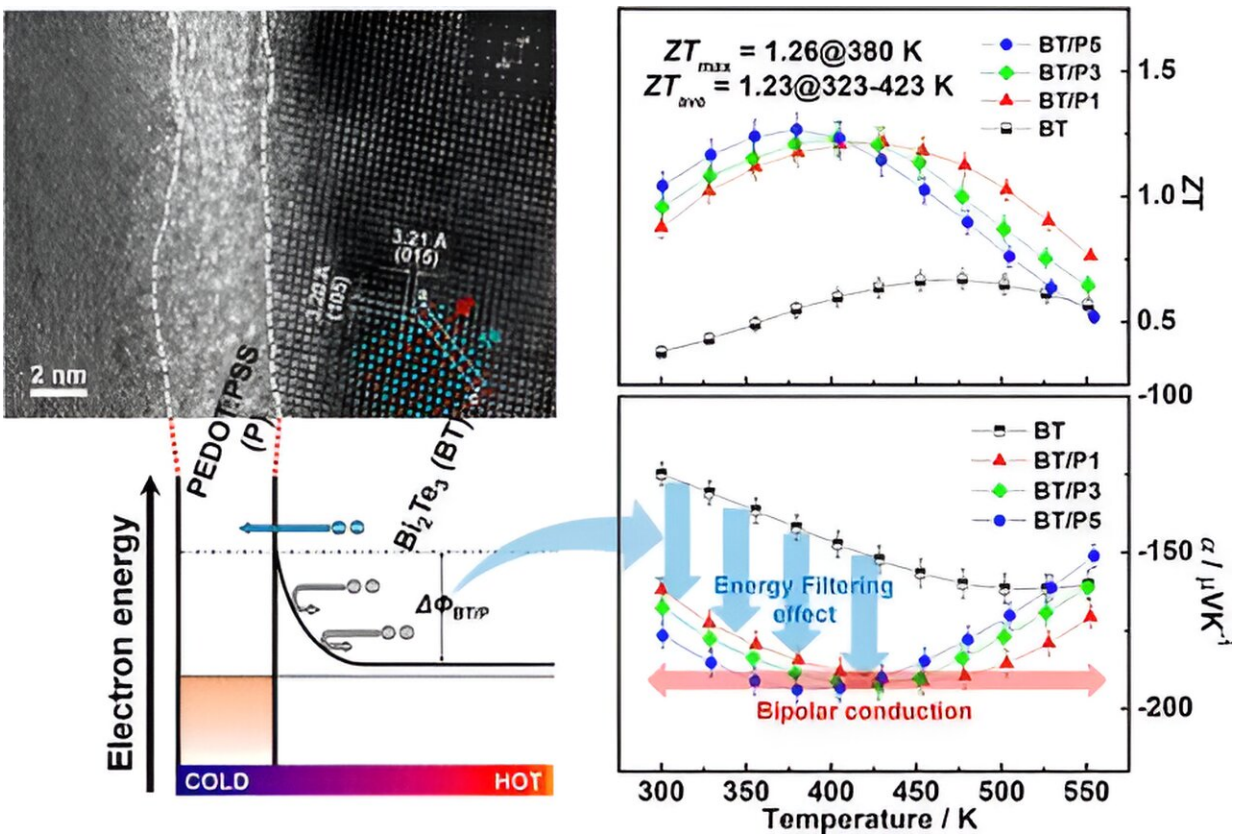 3.21 A
(015)
3.20 A
(105)
2 nm
PEDOT:PSS
(P)
Bi2Te3 (BT)
Electron energy
ΔΦBT/P
COLD
HOT
ZTmax = 1.26@380 K
ZTave = 1.23@323-423 K
BT/P5
BT/P3
BT/P1
BT
1.5
1.0
0.5
ZT
-100
-150
-200
α / μVK-1
BT
BT/P1
BT/P3
BT/P5
Energy Filtering
effect
Bipolar conduction
300
350
400
450
500
550
Temperature / K